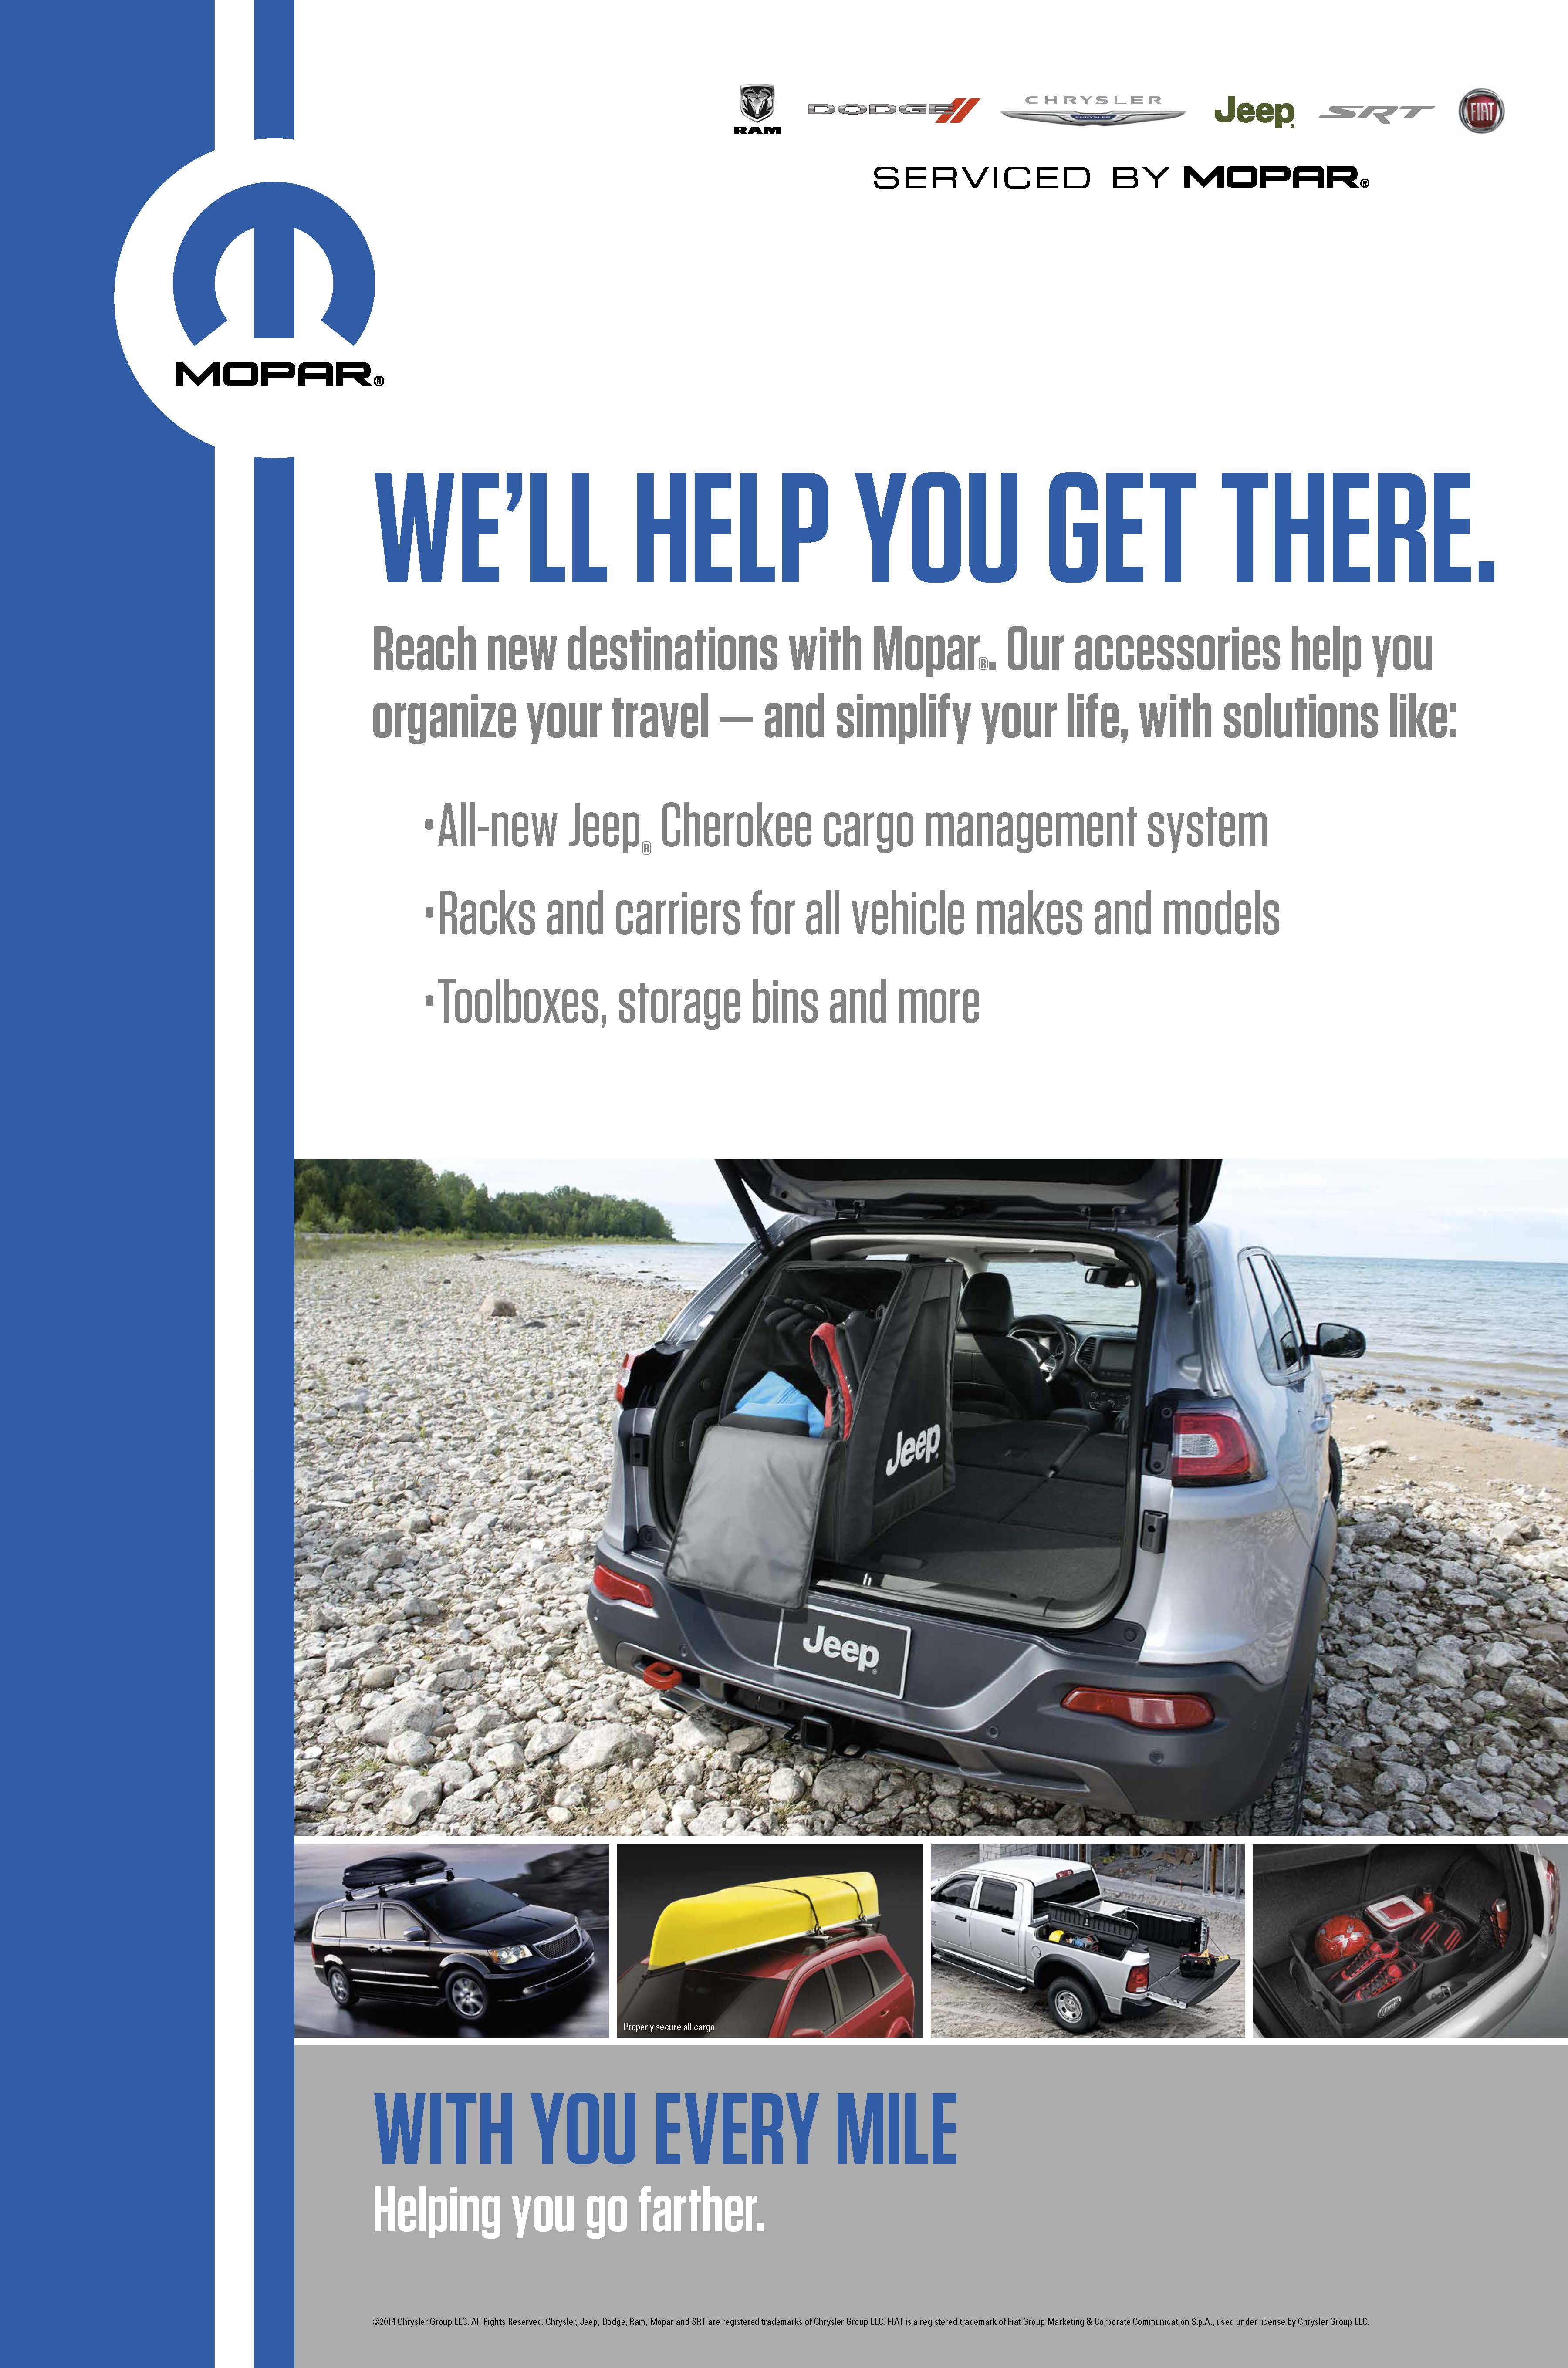 RAM DODGE CHRYSLER CHRYSLER Jeep® SRT FIAT
SERVICED BY MOPAR®
MOPAR®
WE'LL HELP YOU GET THERE.
Reach new destinations with Mopar®. Our accessories help you
organize your travel — and simplify your life, with solutions like:
•All-new Jeep® Cherokee cargo management system
•Racks and carriers for all vehicle makes and models
•Toolboxes, storage bins and more
Jeep
Jeep
Properly secure all cargo.
WITH YOU EVERY MILE
Helping you go farther.
©2014 Chrysler Group LLC. All Rights Reserved. Chrysler, Jeep, Dodge, Ram, Mopar and SRT are registered trademarks of Chrysler Group LLC. FIAT is a registered trademark of Fiat Group Marketing & Corporate Communication S.p.A., used under license by Chrysler Group LLC.